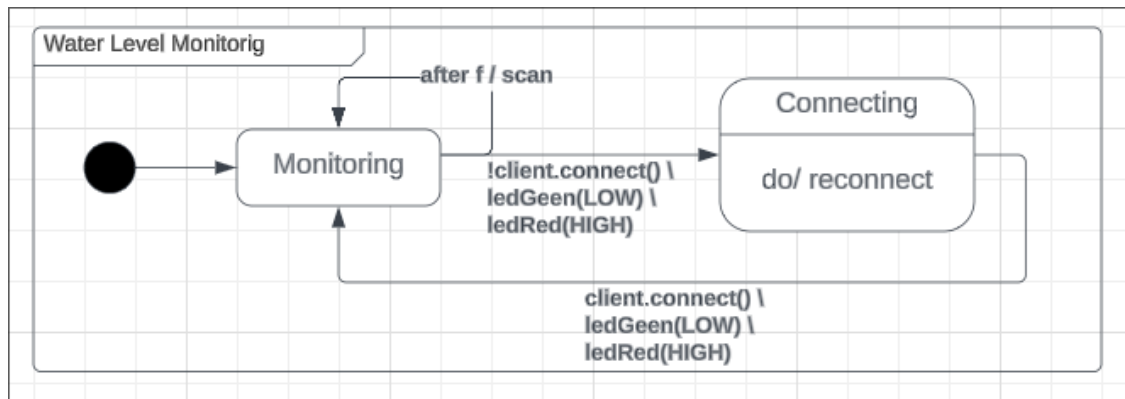 Water Level Monitorig
after f / scan
Connecting
Monitoring
!client.connect() \
ledGeen(LOW) \
ledRed(HIGH)
do/ reconnect
client.connect() \
ledGeen(LOW) \
ledRed(HIGH)